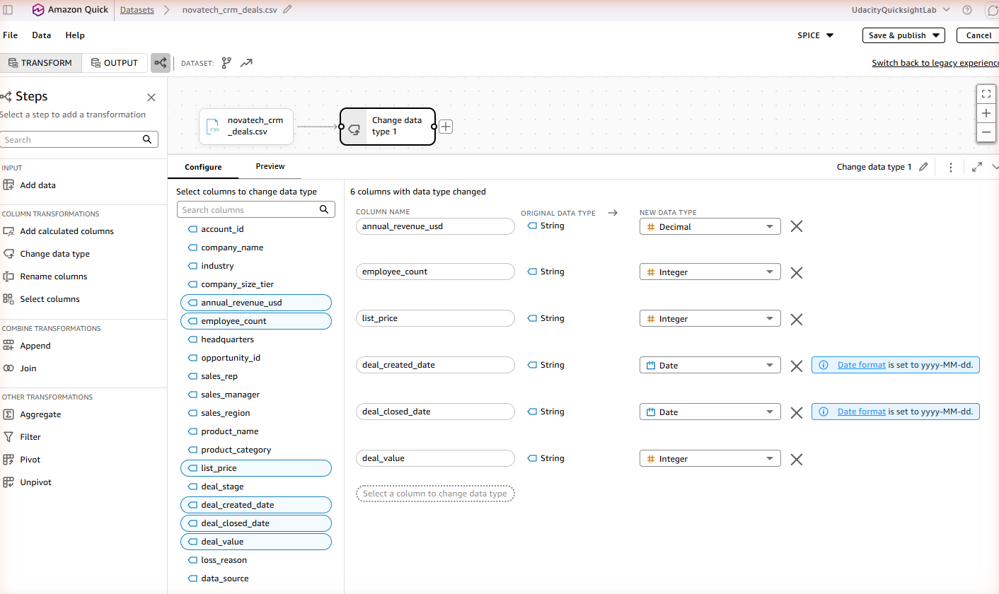 Amazon Quick
Datasets
novatech_crm_deals.csv
UdacityQuicksightLab
File
Data
Help
SPICE
Save & publish
Cancel
TRANSFORM
OUTPUT
DATASET:
Switch back to legacy experience
Steps
Select a step to add a transformation
Search
INPUT
Add data
COLUMN TRANSFORMATIONS
Add calculated columns
Change data type
Rename columns
Select columns
COMBINE TRANSFORMATIONS
Append
Join
OTHER TRANSFORMATIONS
Aggregate
Filter
Pivot
Unpivot
CSV
novatech_crm
_deals.csv
Change data
type 1
Configure
Preview
Change data type 1
Select columns to change data type
Search columns
account_id
company_name
industry
company_size_tier
annual_revenue_usd
employee_count
headquarters
opportunity_id
sales_rep
sales_manager
sales_region
product_name
product_category
list_price
deal_stage
deal_created_date
deal_closed_date
deal_value
loss_reason
data_source
6 columns with data type changed
COLUMN NAME
ORIGINAL DATA TYPE
NEW DATA TYPE
annual_revenue_usd
String
Decimal
employee_count
String
Integer
list_price
String
Integer
deal_created_date
String
Date
Date format is set to yyyy-MM-dd.
deal_closed_date
String
Date
Date format is set to yyyy-MM-dd.
deal_value
String
Integer
Select a column to change data type